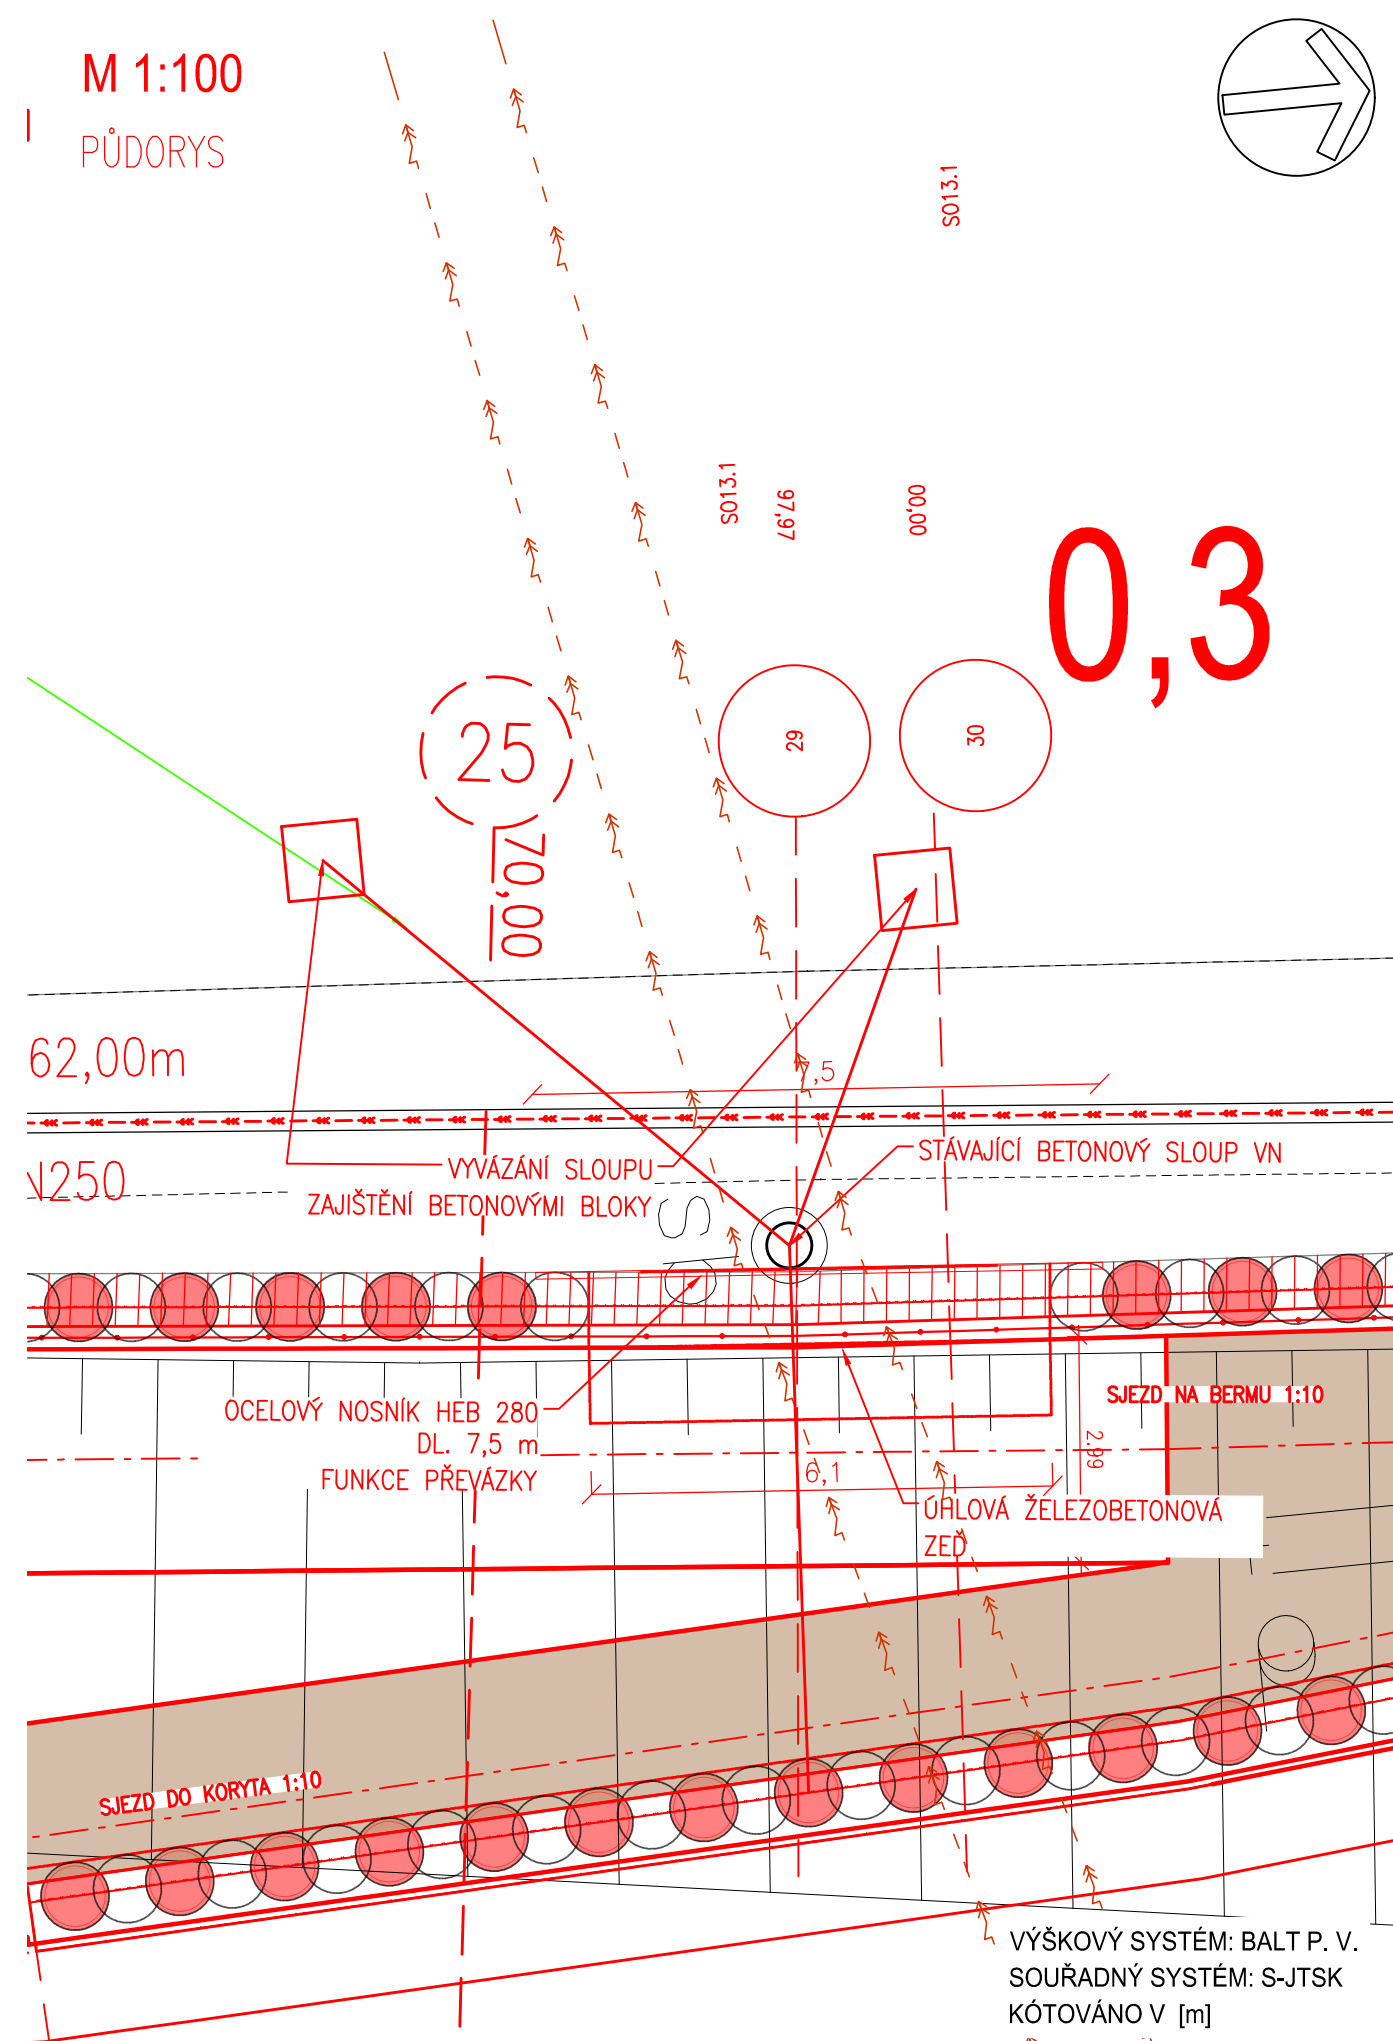 M 1:100
PŮDORYS
S013.1
S013.1
97,97
00,00
0,3
25
29
30
70,00
62,00m
7,5
VYVÁZÁNÍ SLOUPU
ZAJIŠTĚNÍ BETONOVÝMI BLOKY
STÁVAJÍCÍ BETONOVÝ SLOUP VN
N250
OCELOVÝ NOSNÍK HEB 280
DL. 7,5 m
FUNKCE PŘEVÁZKY
SJEZD NA BERMU 1:10
2.99
6,1
ÚHLOVÁ ŽELEZOBETONOVÁ
ZEĎ
SJEZD DO KORYTA 1:10
VÝŠKOVÝ SYSTÉM: BALT P. V.
SOUŘADNÝ SYSTÉM: S-JTSK
KÓTOVÁNO V [m]